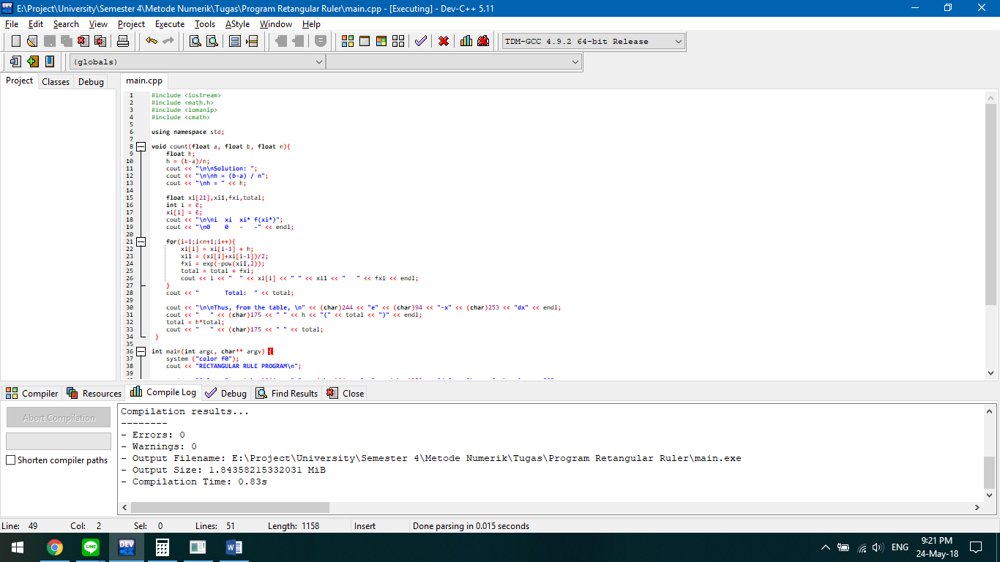 E:\Project\University\Semester 4\Metode Numerik\Tugas\Program Retangular Ruler\main.cpp - [Executing] - Dev-C++ 5.11
File Edit Search View Project Execute Tools AStyle Window Help
TDM-GCC 4.9.2 64-bit Release
(globals)
Project Classes Debug
main.cpp
1 #include <iostream>
2 #include <math.h>
3 #include <iomanip>
4 #include <cmath>
5
6 using namespace std;
7
8 void count(float a, float b, float n){
9 float h;
10 h = (b-a)/n;
11 cout << "\n\nSolution: ";
12 cout << "\n\nh = (b-a) / n";
13 cout << "\nh = " << h;
14
15 float xi[21],xi1,fxi,total;
16 int i = 0;
17 xi[i] = 0;
18 cout << "\n\ni  xi  xi* f(xi*)";
19 cout << "\n0   0   -   -" << endl;
20
21 for(i=1;i<n+1;i++){
22 xi[i] = xi[i-1] + h;
23 xi1 = (xi[i]+xi[i-1])/2;
24 fxi = exp(-pow(xi1,2));
25 total = total + fxi;
26 cout << i << "  " << xi[i] << " " << xi1 << "   " << fxi << endl;
27 }
28 cout << "       Total:  " << total;
29
30 cout << "\n\nThus, from the table, \n" << (char)244 << "e" << (char)94 << "-x" << (char)253 << "dx" << endl;
31 cout << "   " << (char)175 << " " << h << "(" << total << ")" << endl;
32 total = h*total;
33 cout << "   " << (char)175 << " " << total;
34 }
35
36 int main(int argc, char** argv) {
37 system ("color f0");
38 cout << "RECTANGULAR RULE PROGRAM\n";
39
Compiler Resources Compile Log Debug Find Results Close
Abort Compilation
Shorten compiler paths
Compilation results...
--------
- Errors: 0
- Warnings: 0
- Output Filename: E:\Project\University\Semester 4\Metode Numerik\Tugas\Program Retangular Ruler\main.exe
- Output Size: 1.84358215332031 MiB
- Compilation Time: 0.83s
Line: 49 Col: 2 Sel: 0 Lines: 51 Length: 1158 Insert Done parsing in 0.015 seconds
LINE DEV W ENG 9:21 PM
24-May-18